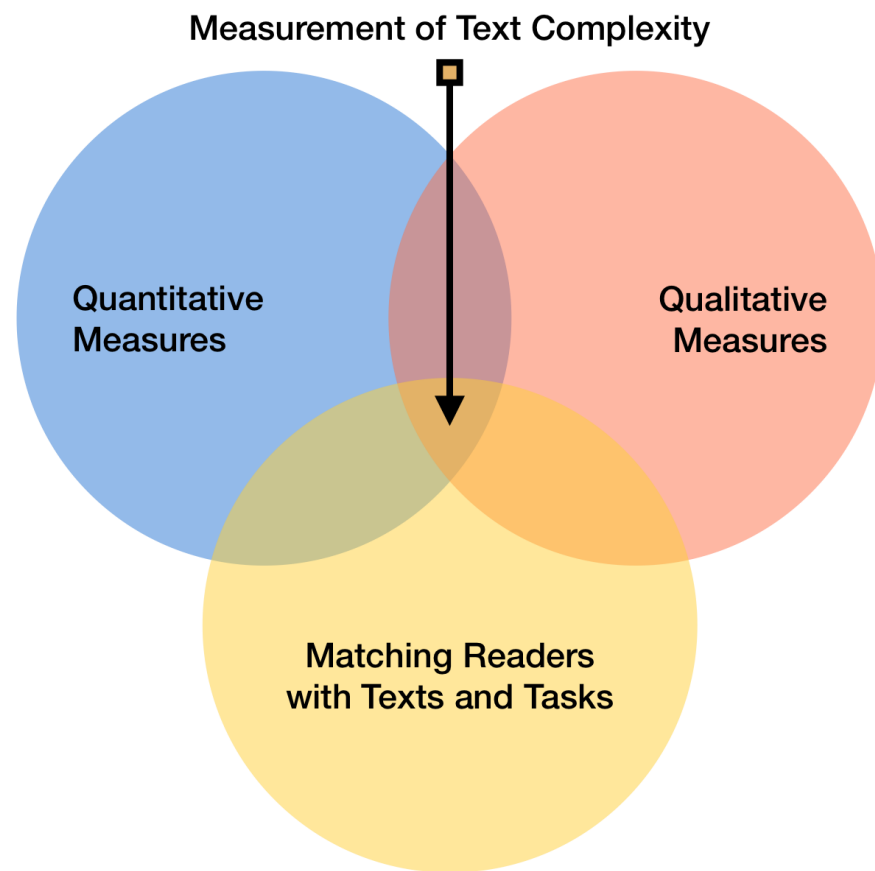 Measurement of Text Complexity
Quantitative
Measures
Qualitative
Measures
Matching Readers
with Texts and Tasks